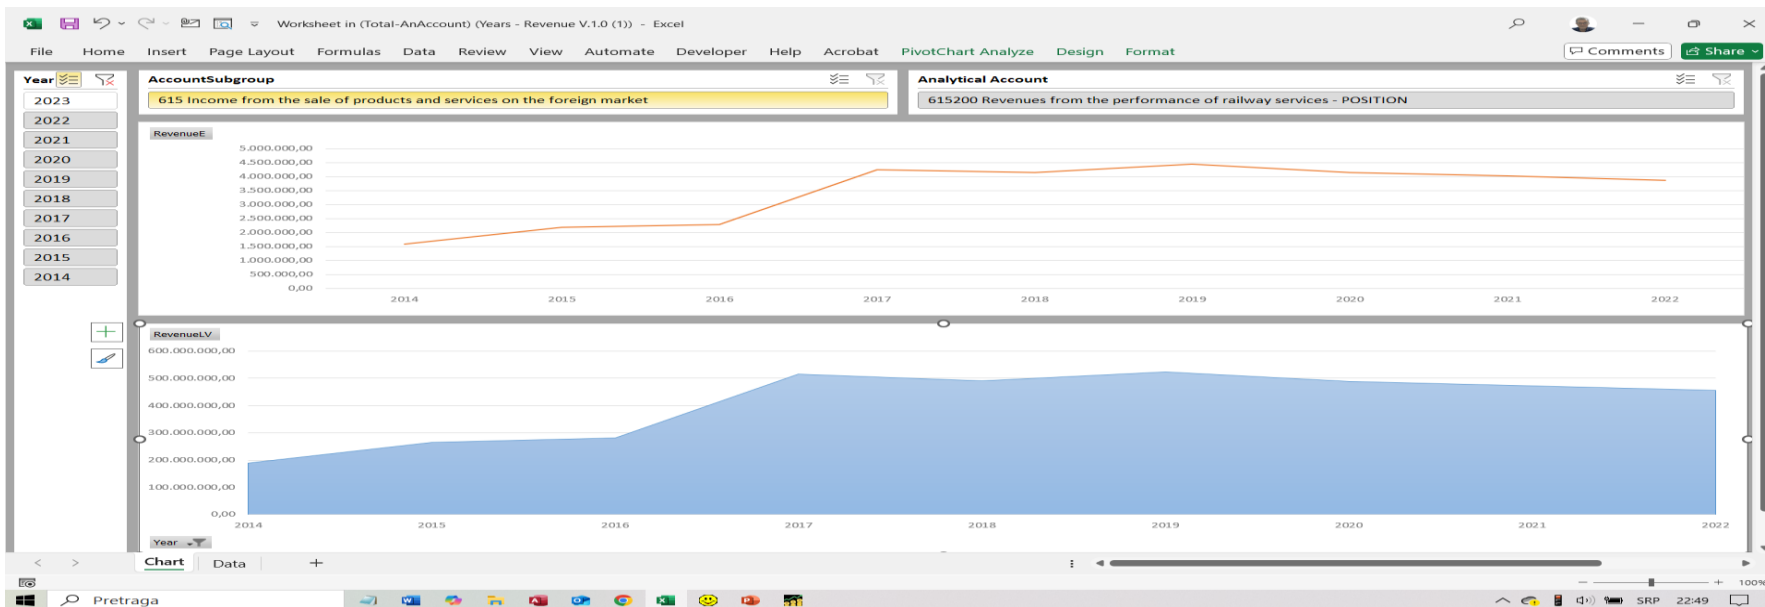 Worksheet in (Total-AnAccount) (Years - Revenue V.1.0 (1)) - Excel
File Home Insert Page Layout Formulas Data Review View Automate Developer Help Acrobat PivotChart Analyze Design Format Comments Share
Year AccountSubgroup Analytical Account
2023 615 Income from the sale of products and services on the foreign market 615200 Revenues from the performance of railway services - POSITION
2022
2021
2020
2019
2018
2017
2016
2015
2014
RevenueE
5.000.000,00
4.500.000,00
4.000.000,00
3.500.000,00
3.000.000,00
2.500.000,00
2.000.000,00
1.500.000,00
1.000.000,00
500.000,00
0,00
2014 2015 2016 2017 2018 2019 2020 2021 2022
RevenueLV
600.000.000,00
500.000.000,00
400.000.000,00
300.000.000,00
200.000.000,00
100.000.000,00
0,00
2014 2015 2016 2017 2018 2019 2020 2021 2022
Year
Chart Data
100%
Pretraga SRP 22:49